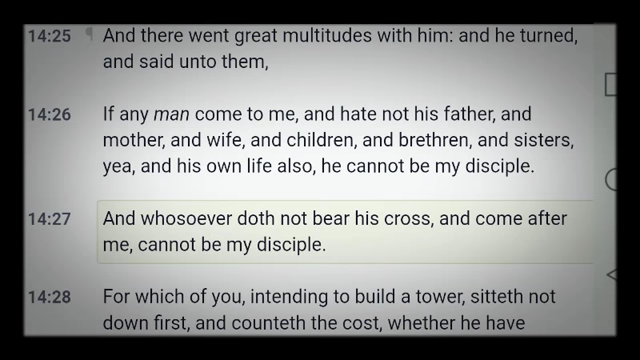 14:25 ¶ And there went great multitudes with him: and he turned,
and said unto them,
14:26 If any man come to me, and hate not his father, and
mother, and wife, and children, and brethren, and sisters,
yea, and his own life also, he cannot be my disciple.
14:27 And whosoever doth not bear his cross, and come after
me, cannot be my disciple.
14:28 For which of you, intending to build a tower, sitteth not
down first, and counteth the cost, whether he have